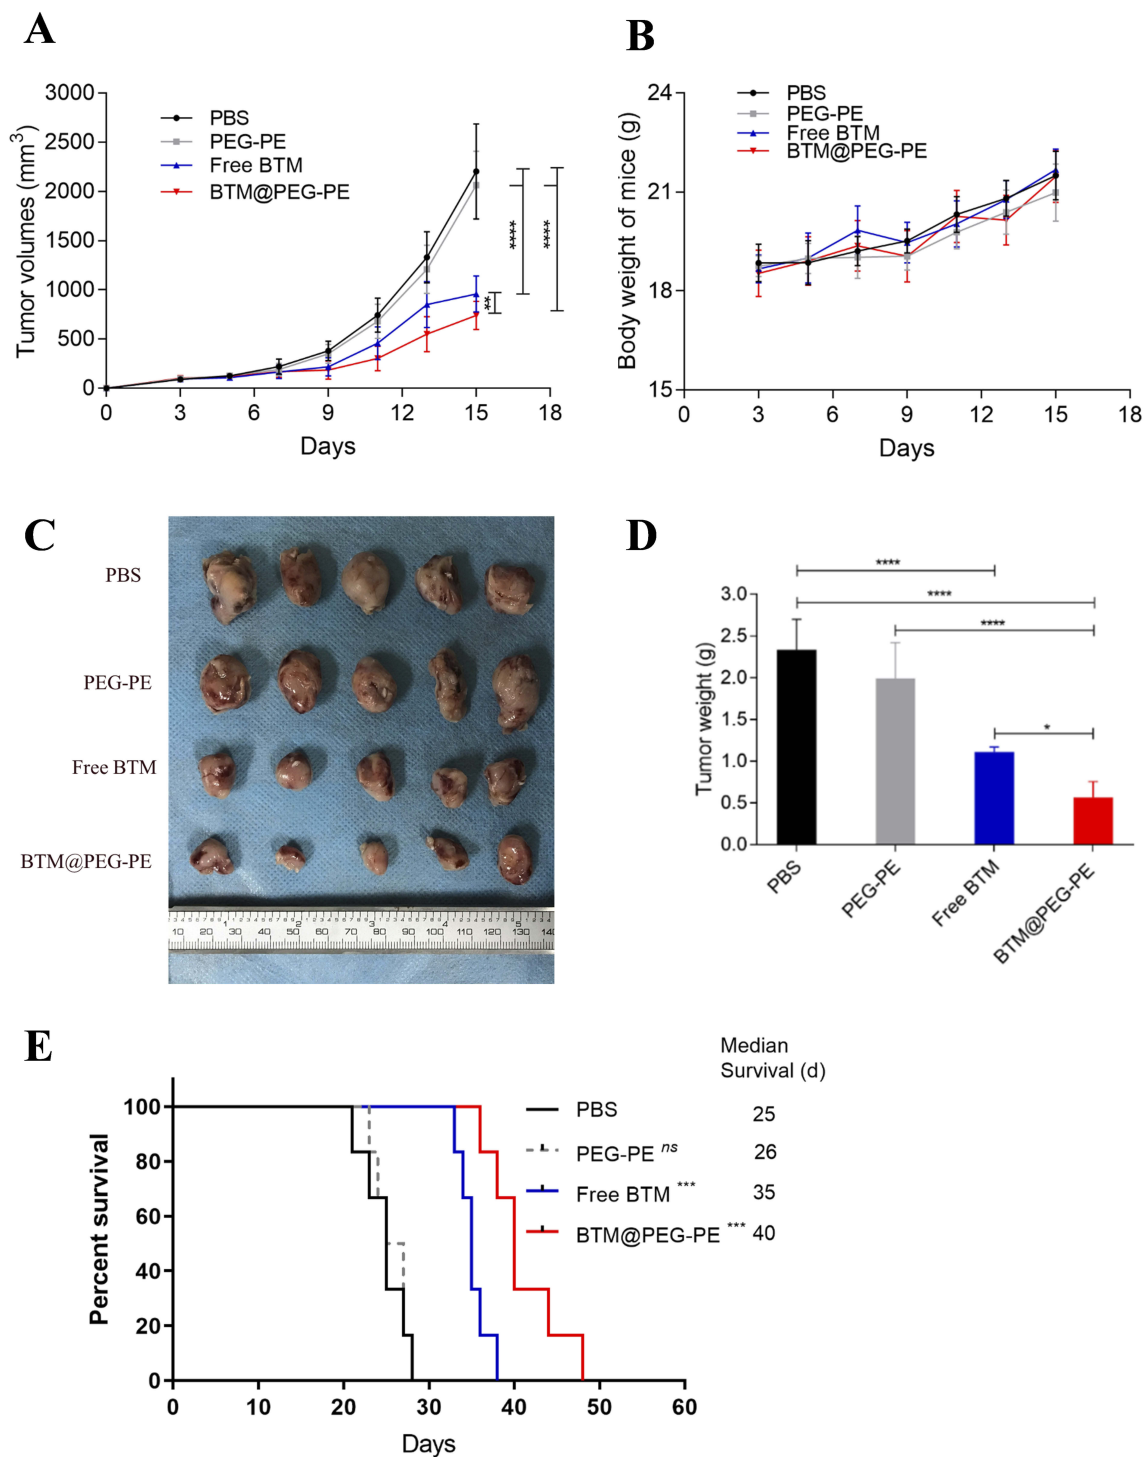 A
Tumor volumes (mm³)
3000
2500
2000
1500
1000
500
0
PBS
PEG-PE
Free BTM
BTM@PEG-PE
****
****
**
0 3 6 9 12 15 18
Days
B
Body weight of mice (g)
24
21
18
15
PBS
PEG-PE
Free BTM
BTM@PEG-PE
0 3 6 9 12 15 18
Days
C
PBS
PEG-PE
Free BTM
BTM@PEG-PE
1 2 3 4 5
10 20 30 40 50 60 70 80 90 100 110 120 130
D
Tumor weight (g)
3.0
2.5
2.0
1.5
1.0
0.5
0.0
****
****
****
*
PBS
PEG-PE
Free BTM
BTM@PEG-PE
E
Median
Survival (d)
PBS 25
PEG-PE ns 26
Free BTM *** 35
BTM@PEG-PE *** 40
Percent survival
100
80
60
40
20
0
0 10 20 30 40 50 60
Days